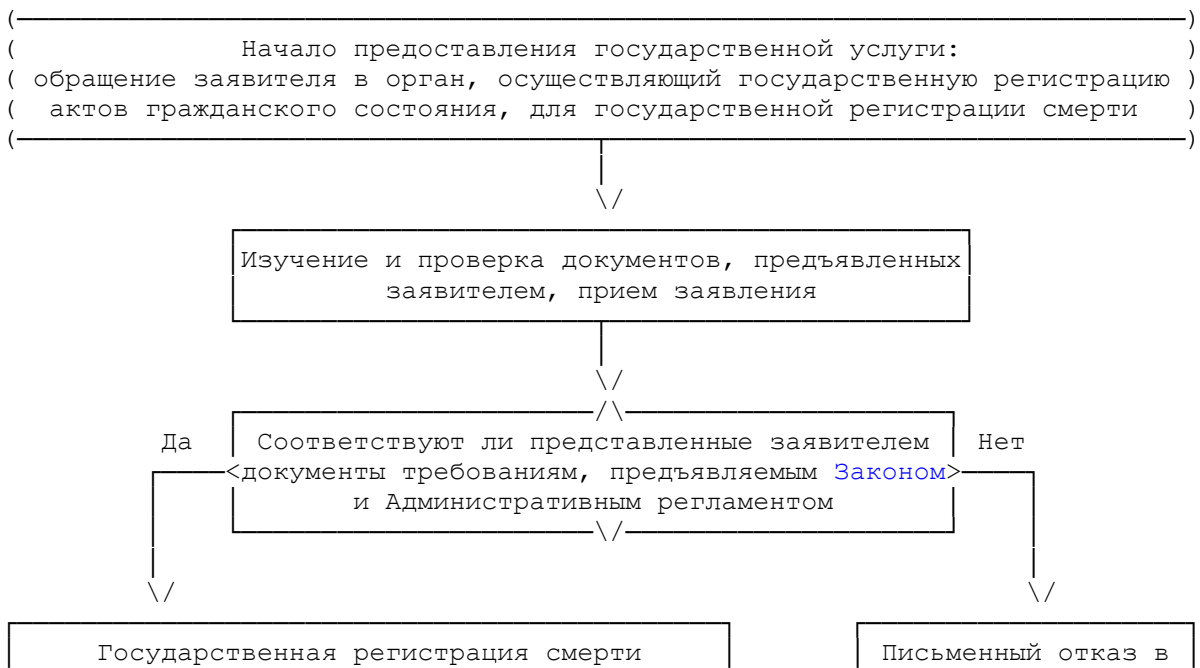 Начало предоставления государственной услуги:
обращение заявителя в орган, осуществляющий государственную регистрацию
актов гражданского состояния, для государственной регистрации смерти
Изучение и проверка документов, предъявленных
заявителем, прием заявления
Да
Соответствуют ли представленные заявителем
документы требованиям, предъявляемым Законом
и Административным регламентом
Нет
Государственная регистрация смерти
Письменный отказ в